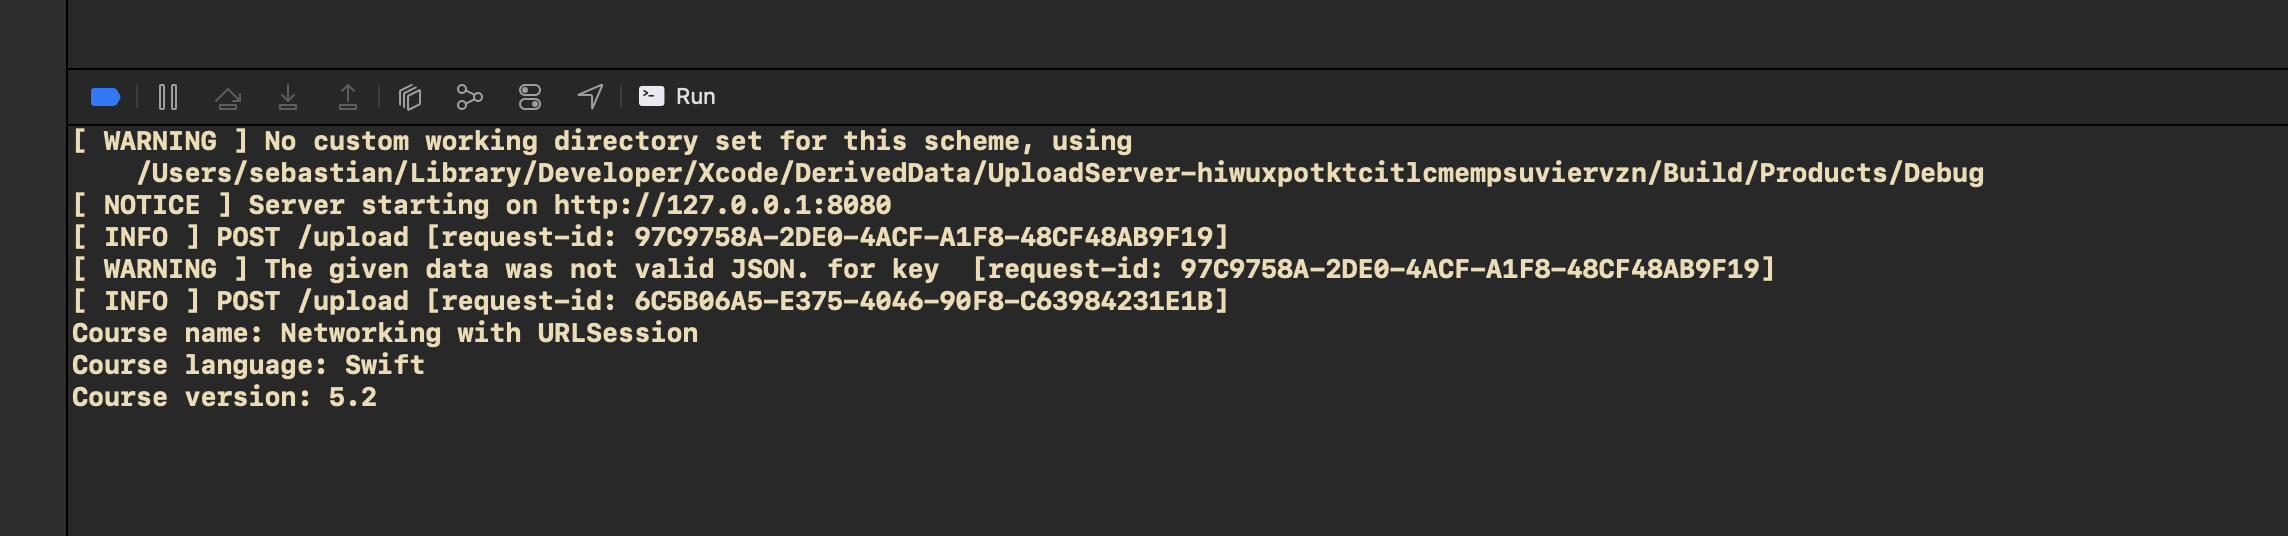 Run
[ WARNING ] No custom working directory set for this scheme, using
/Users/sebastian/Library/Developer/Xcode/DerivedData/UploadServer-hiwuxpotktcitlcmempsuviervzn/Build/Products/Debug
[ NOTICE ] Server starting on http://127.0.0.1:8080
[ INFO ] POST /upload [request-id: 97C9758A-2DE0-4ACF-A1F8-48CF48AB9F19]
[ WARNING ] The given data was not valid JSON. for key  [request-id: 97C9758A-2DE0-4ACF-A1F8-48CF48AB9F19]
[ INFO ] POST /upload [request-id: 6C5B06A5-E375-4046-90F8-C63984231E1B]
Course name: Networking with URLSession
Course language: Swift
Course version: 5.2